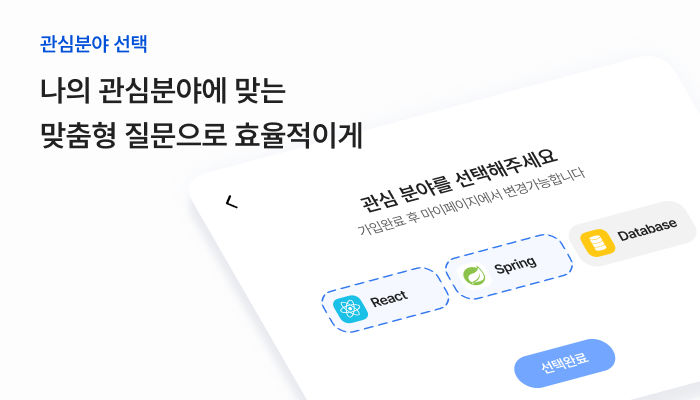 관심분야 선택
나의 관심분야에 맞는
맞춤형 질문으로 효율적이게
관심 분야를 선택해주세요
가입완료 후 마이페이지에서 변경가능합니다
React
Spring
Database
선택완료